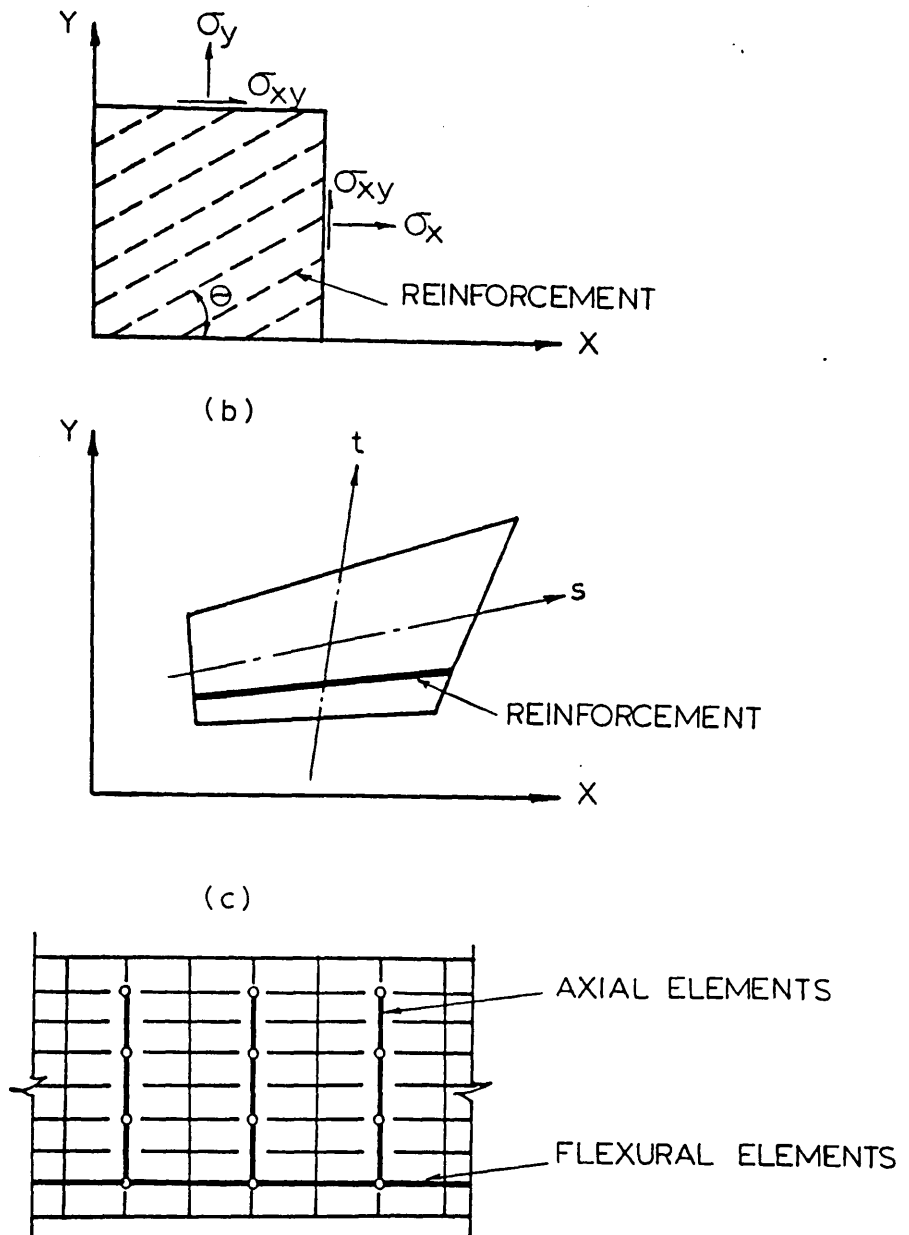 Y
σy
σxy
σxy
σx
REINFORCEMENT
θ
X
(b)
Y
t
s
REINFORCEMENT
X
(c)
AXIAL ELEMENTS
FLEXURAL ELEMENTS